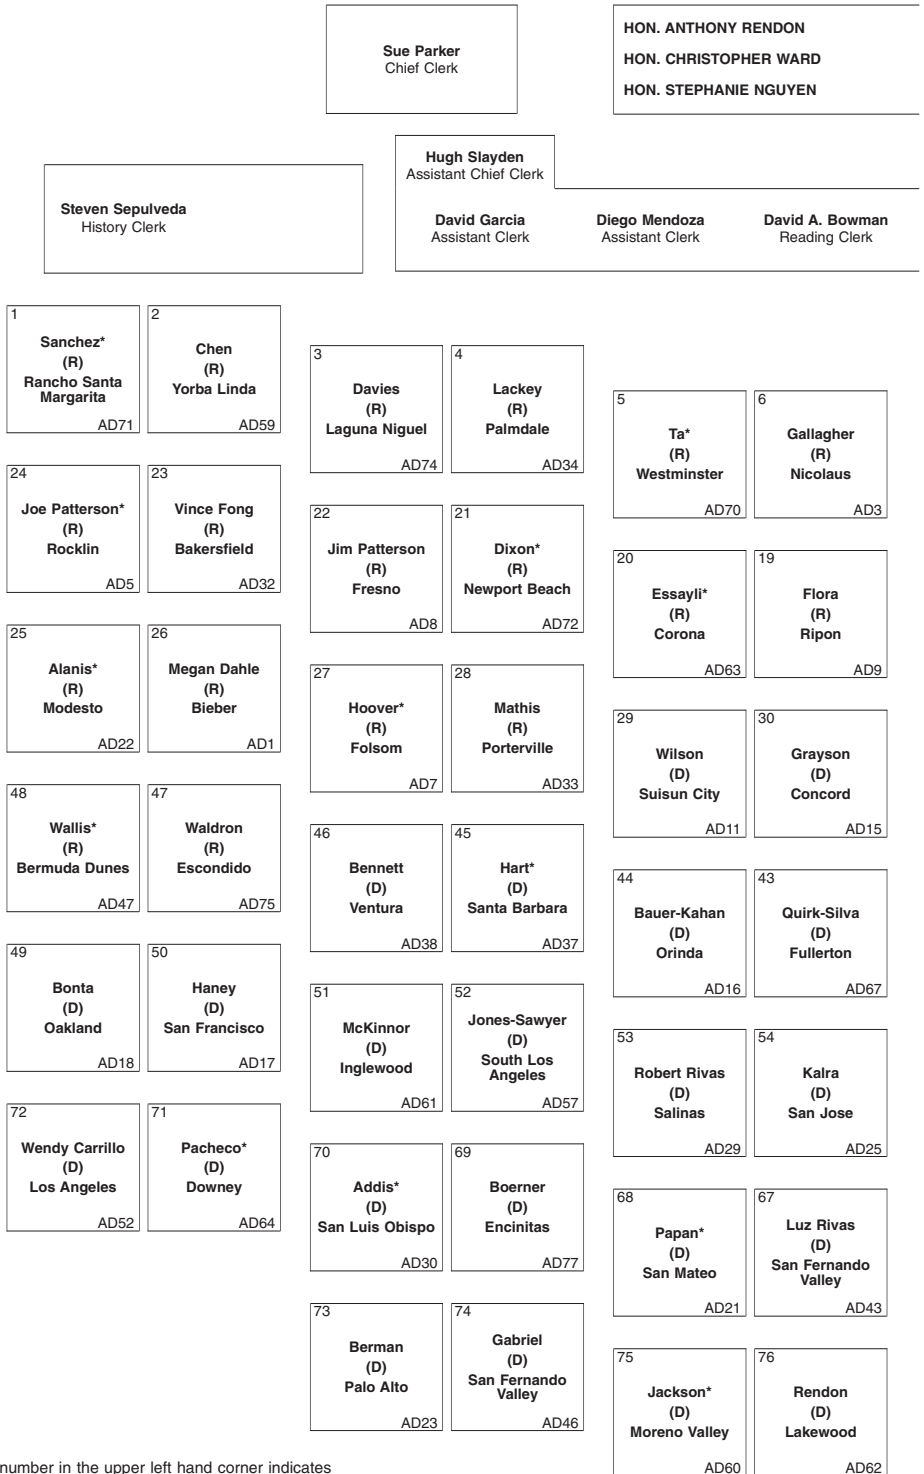 Sue Parker
Chief Clerk
HON. ANTHONY RENDON
HON. CHRISTOPHER WARD
HON. STEPHANIE NGUYEN
Hugh Slayden
Assistant Chief Clerk
Steven Sepulveda
History Clerk
David Garcia
Assistant Clerk
Diego Mendoza
Assistant Clerk
David A. Bowman
Reading Clerk
1
Sanchez*
(R)
Rancho Santa
Margarita
AD71
2
Chen
(R)
Yorba Linda
AD59
3
Davies
(R)
Laguna Niguel
AD74
4
Lackey
(R)
Palmdale
AD34
5
Ta*
(R)
Westminster
AD70
6
Gallagher
(R)
Nicolaus
AD3
24
Joe Patterson*
(R)
Rocklin
AD5
23
Vince Fong
(R)
Bakersfield
AD32
22
Jim Patterson
(R)
Fresno
AD8
21
Dixon*
(R)
Newport Beach
AD72
20
Essayli*
(R)
Corona
AD63
19
Flora
(R)
Ripon
AD9
25
Alanis*
(R)
Modesto
AD22
26
Megan Dahle
(R)
Bieber
AD1
27
Hoover*
(R)
Folsom
AD7
28
Mathis
(R)
Porterville
AD33
29
Wilson
(D)
Suisun City
AD11
30
Grayson
(D)
Concord
AD15
48
Wallis*
(R)
Bermuda Dunes
AD47
47
Waldron
(R)
Escondido
AD75
46
Bennett
(D)
Ventura
AD38
45
Hart*
(D)
Santa Barbara
AD37
44
Bauer-Kahan
(D)
Orinda
AD16
43
Quirk-Silva
(D)
Fullerton
AD67
49
Bonta
(D)
Oakland
AD18
50
Haney
(D)
San Francisco
AD17
51
McKinnor
(D)
Inglewood
AD61
52
Jones-Sawyer
(D)
South Los
Angeles
AD57
53
Robert Rivas
(D)
Salinas
AD29
54
Kalra
(D)
San Jose
AD25
72
Wendy Carrillo
(D)
Los Angeles
AD52
71
Pacheco*
(D)
Downey
AD64
70
Addis*
(D)
San Luis Obispo
AD30
69
Boerner
(D)
Encinitas
AD77
68
Papan*
(D)
San Mateo
AD21
67
Luz Rivas
(D)
San Fernando
Valley
AD43
73
Berman
(D)
Palo Alto
AD23
74
Gabriel
(D)
San Fernando
Valley
AD46
75
Jackson*
(D)
Moreno Valley
AD60
76
Rendon
(D)
Lakewood
AD62
number in the upper left hand corner indicates